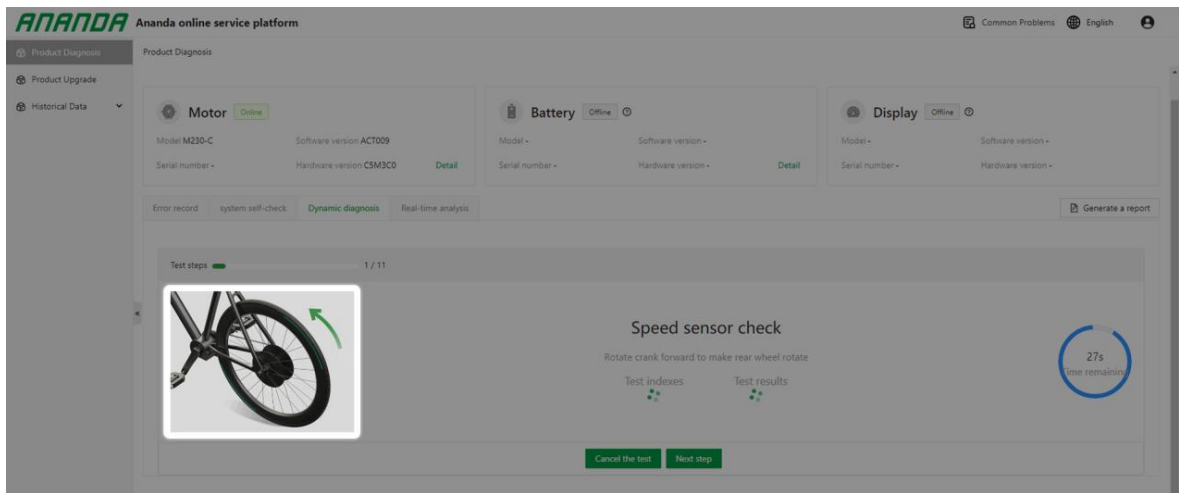 ANANDA Ananda online service platform
Common Problems English
Product Diagnosis
Product Upgrade
Historical Data
Product Diagnosis
Motor Online
Model M230-C Software version ACT009
Serial number - Hardware version C5M3C0 Detail
Battery Offline
Model - Software version -
Serial number - Hardware version - Detail
Display Offline
Model - Software version -
Serial number - Hardware version -
Error record system self-check Dynamic diagnosis Real-time analysis
Generate a report
Test steps 1 / 11
Speed sensor check
Rotate crank forward to make rear wheel rotate
Test indexes Test results
27s
Time remaining
Cancel the test Next step